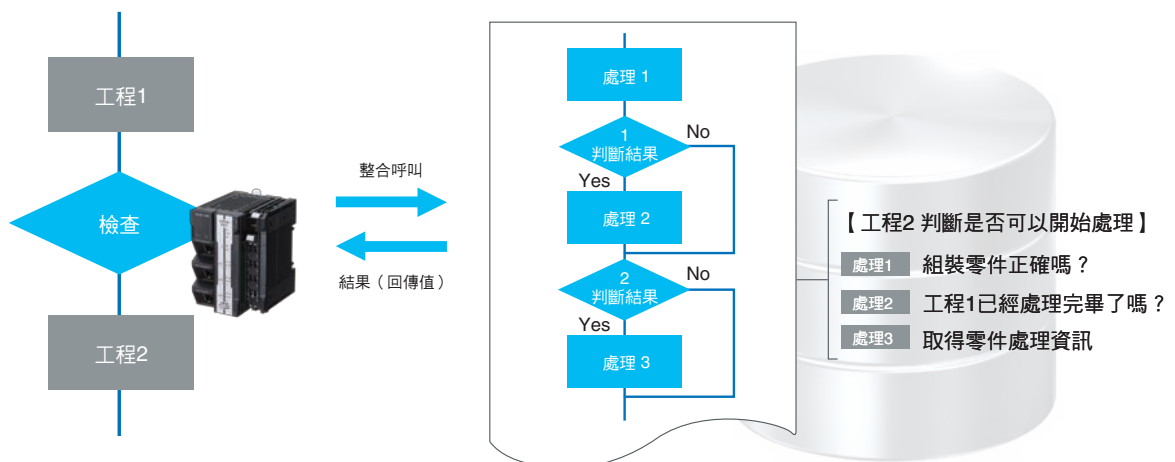 工程1
檢查
工程2
整合呼叫
結果（回傳值）
處理 1
1
判斷結果
No
Yes
處理 2
2
判斷結果
No
Yes
處理 3
【 工程2 判斷是否可以開始處理】
處理1 組裝零件正確嗎？
處理2 工程1已經處理完畢了嗎？
處理3 取得零件處理資訊